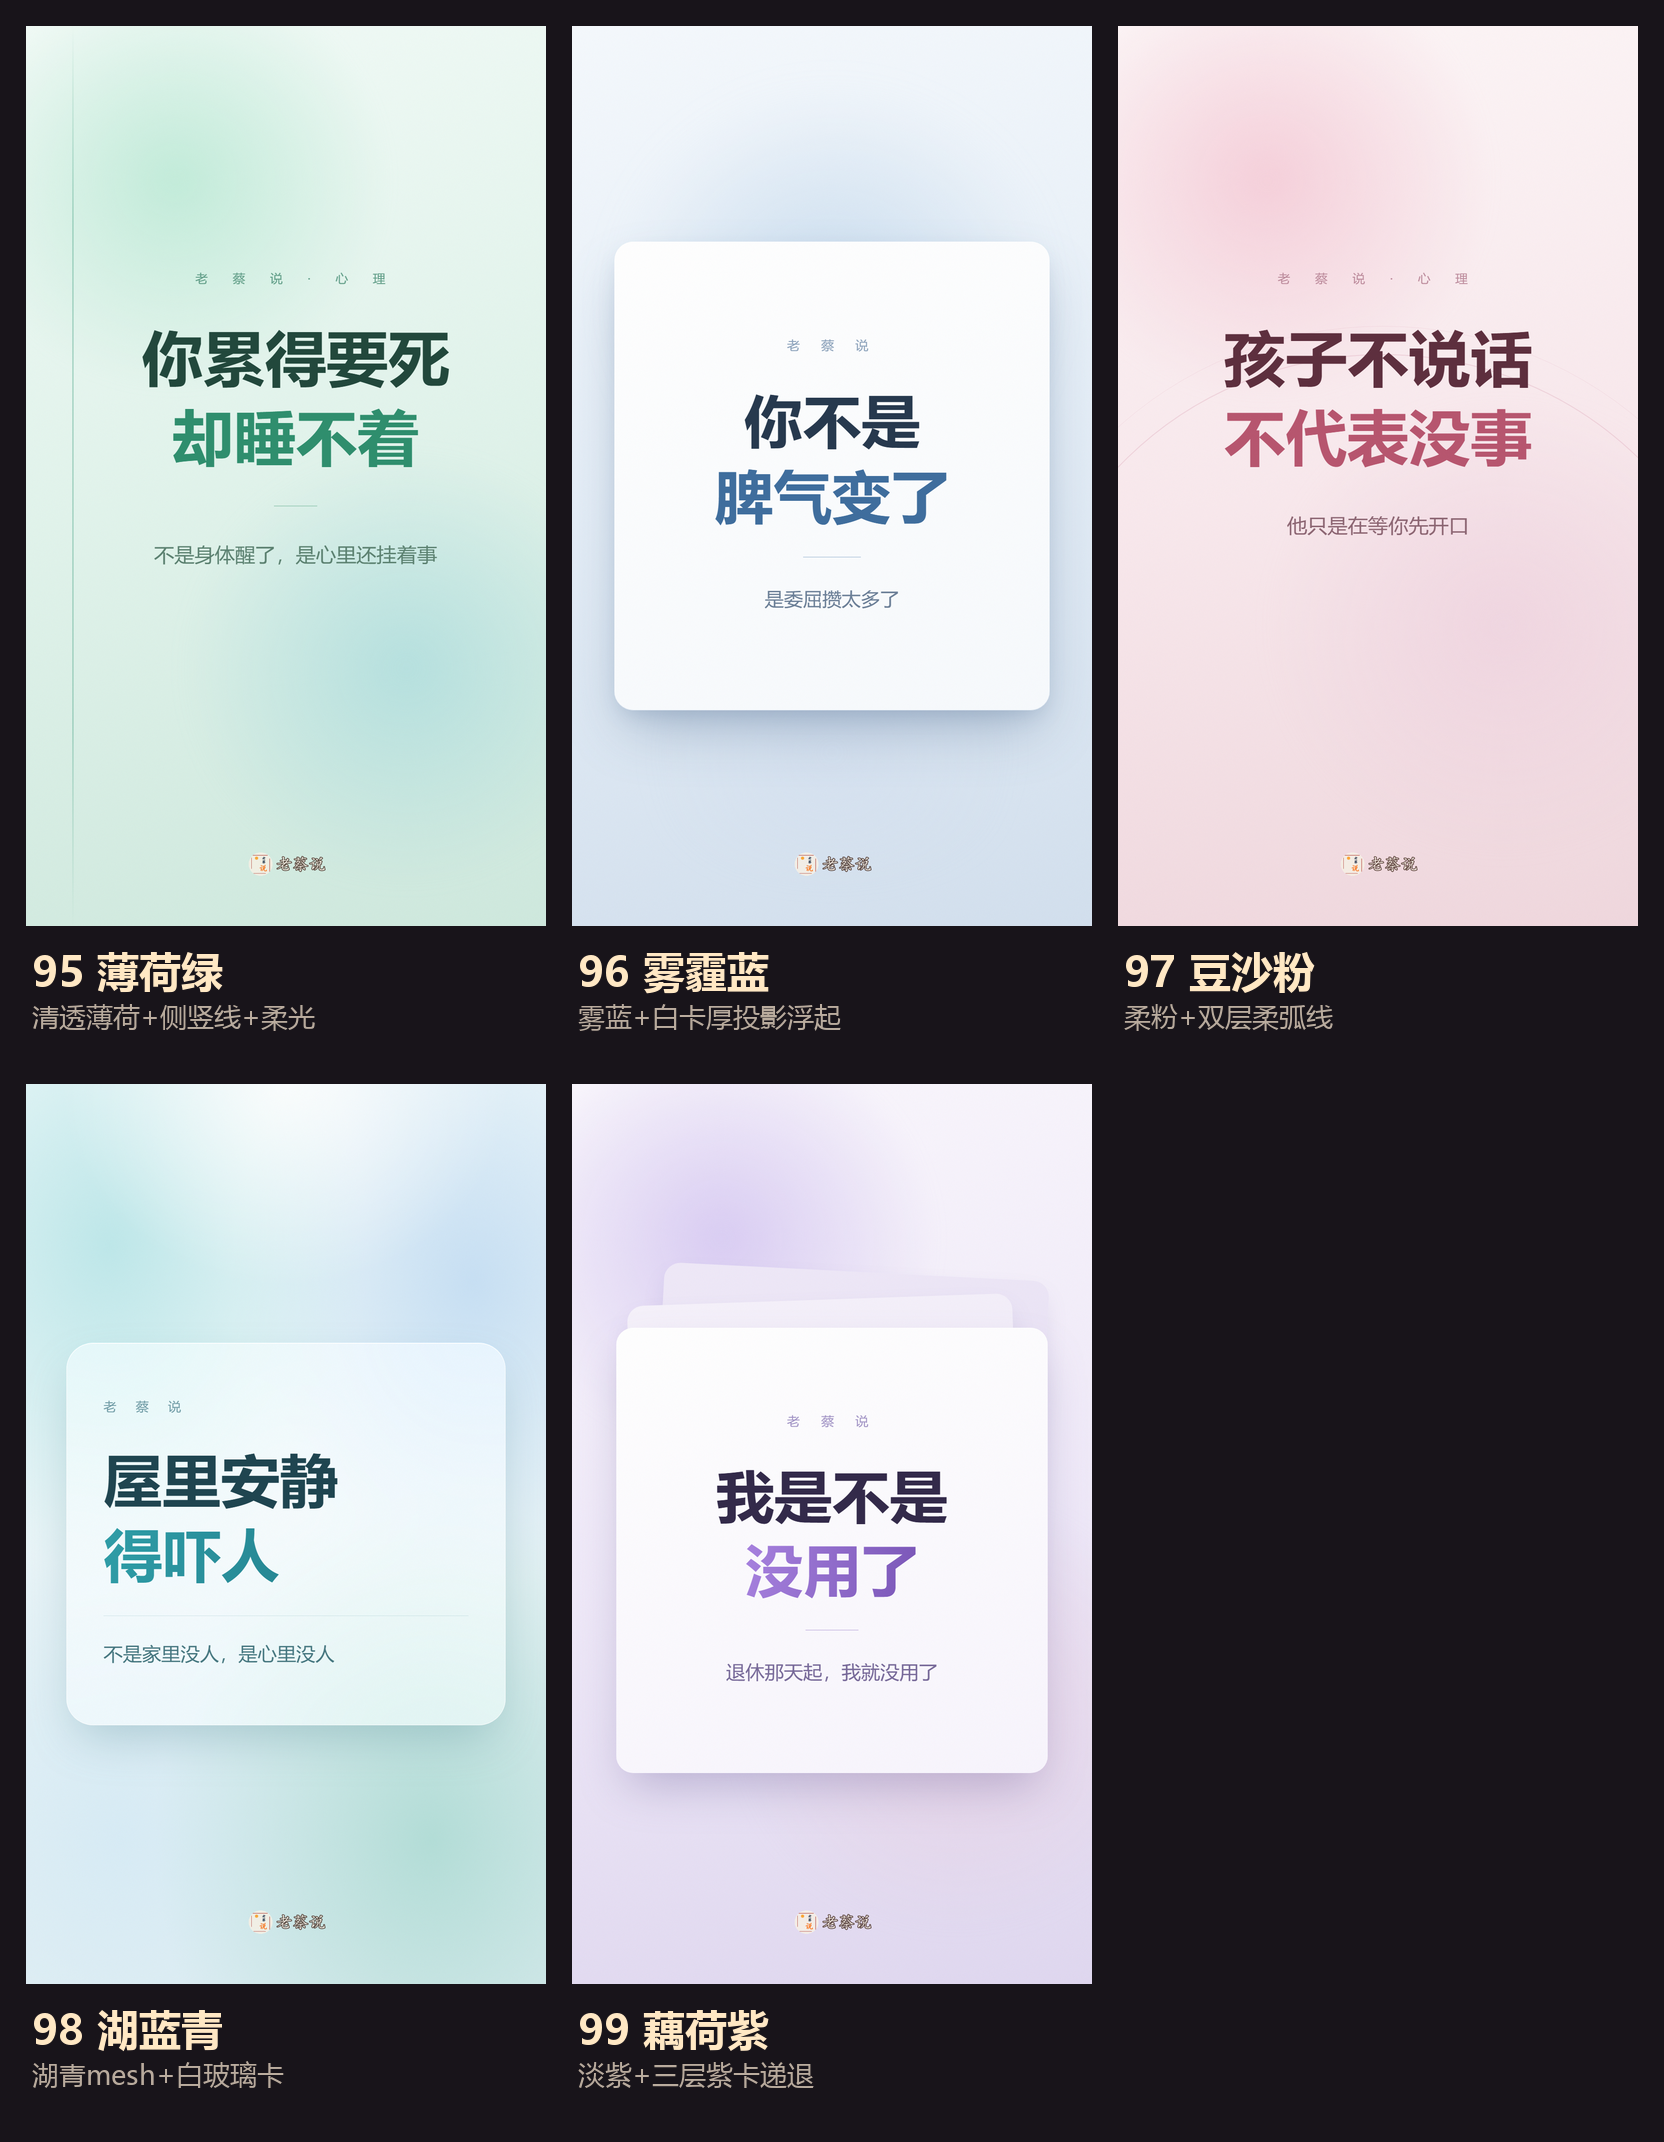 老蔡说·心理
你累得要死
却睡不着
不是身体醒了，是心里还挂着事
老蔡说
95 薄荷绿
清透薄荷+侧竖线+柔光
老蔡说
你不是
脾气变了
是委屈攒太多了
老蔡说
96 雾霾蓝
雾蓝+白卡厚投影浮起
老蔡说·心理
孩子不说话
不代表没事
他只是在等你先开口
老蔡说
97 豆沙粉
柔粉+双层柔弧线
老蔡说
屋里安静
得吓人
不是家里没人，是心里没人
老蔡说
98 湖蓝青
湖青mesh+白玻璃卡
老蔡说
我是不是
没用了
退休那天起，我就没用了
老蔡说
99 藕荷紫
淡紫+三层紫卡递退